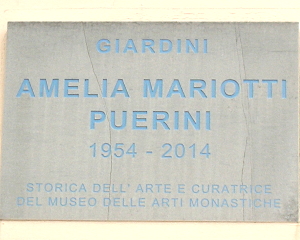 GIARDINI
AMELIA MARIOTTI
PUERINI
1954 - 2014
STORICA DELL' ARTE E CURATRICE
DEL MUSEO DELLE ARTI MONASTICHE